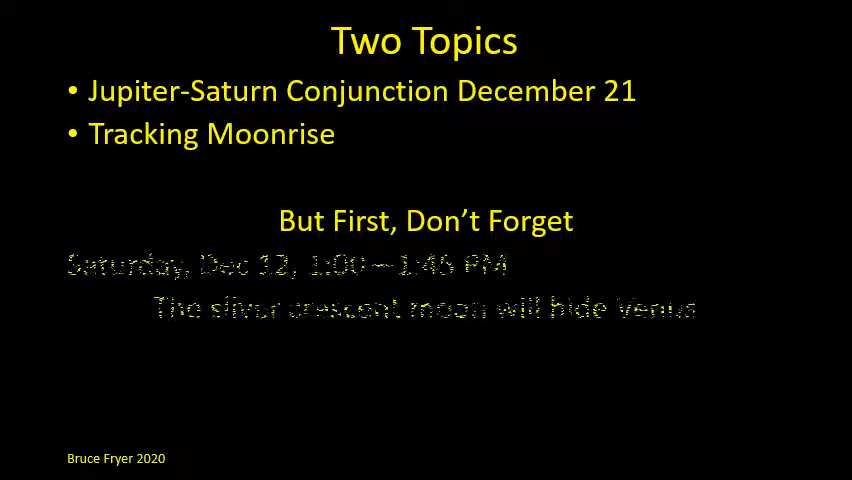 Two Topics
• Jupiter-Saturn Conjunction December 21
• Tracking Moonrise
But First, Don’t Forget
Saturday, Dec 12, 1:00 – 1:45 PM
The silver crescent moon will hide Venus
Bruce Fryer 2020